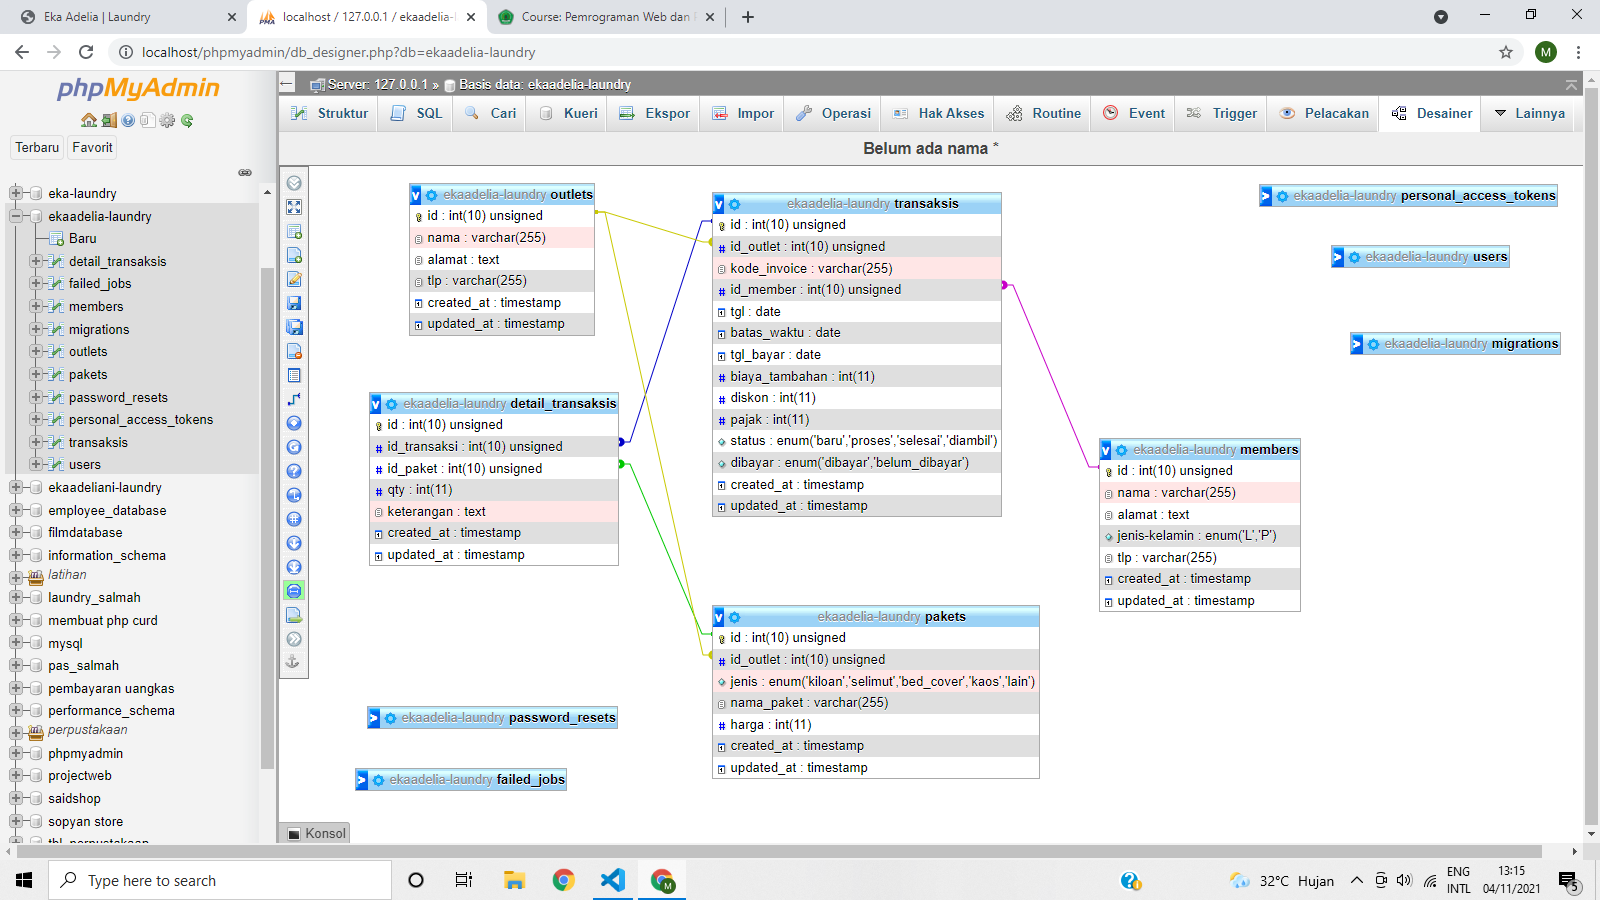 Eka Adelia | Laundry
localhost / 127.0.0.1 / ekaadelia-l
Course: Pemrograman Web dan
localhost/phpmyadmin/db_designer.php?db=ekaadelia-laundry
M
phpMyAdmin
Terbaru
Favorit
eka-laundry
ekaadelia-laundry
Baru
detail_transaksis
failed_jobs
members
migrations
outlets
pakets
password_resets
personal_access_tokens
transaksis
users
ekaadeliani-laundry
employee_database
filmdatabase
information_schema
latihan
laundry_salmah
membuat php curd
mysql
pas_salmah
pembayaran uangkas
performance_schema
perpustakaan
phpmyadmin
projectweb
saidshop
sopyan store
tbl_perpustakaan
Server: 127.0.0.1 » Basis data: ekaadelia-laundry
Struktur
SQL
Cari
Kueri
Ekspor
Impor
Operasi
Hak Akses
Routine
Event
Trigger
Pelacakan
Desainer
Lainnya
Belum ada nama *
ekaadelia-laundry outlets
id : int(10) unsigned
nama : varchar(255)
alamat : text
tlp : varchar(255)
created_at : timestamp
updated_at : timestamp
ekaadelia-laundry detail_transaksis
id : int(10) unsigned
id_transaksi : int(10) unsigned
id_paket : int(10) unsigned
qty : int(11)
keterangan : text
created_at : timestamp
updated_at : timestamp
ekaadelia-laundry password_resets
ekaadelia-laundry failed_jobs
ekaadelia-laundry transaksis
id : int(10) unsigned
id_outlet : int(10) unsigned
kode_invoice : varchar(255)
id_member : int(10) unsigned
tgl : date
batas_waktu : date
tgl_bayar : date
biaya_tambahan : int(11)
diskon : int(11)
pajak : int(11)
status : enum('baru','proses','selesai','diambil')
dibayar : enum('dibayar','belum_dibayar')
created_at : timestamp
updated_at : timestamp
ekaadelia-laundry pakets
id : int(10) unsigned
id_outlet : int(10) unsigned
jenis : enum('kiloan','selimut','bed_cover','kaos','lain')
nama_paket : varchar(255)
harga : int(11)
created_at : timestamp
updated_at : timestamp
ekaadelia-laundry personal_access_tokens
ekaadelia-laundry users
ekaadelia-laundry migrations
ekaadelia-laundry members
id : int(10) unsigned
nama : varchar(255)
alamat : text
jenis-kelamin : enum('L','P')
tlp : varchar(255)
created_at : timestamp
updated_at : timestamp
Konsol
Type here to search
32°C Hujan
ENG
INTL
13:15
04/11/2021
5